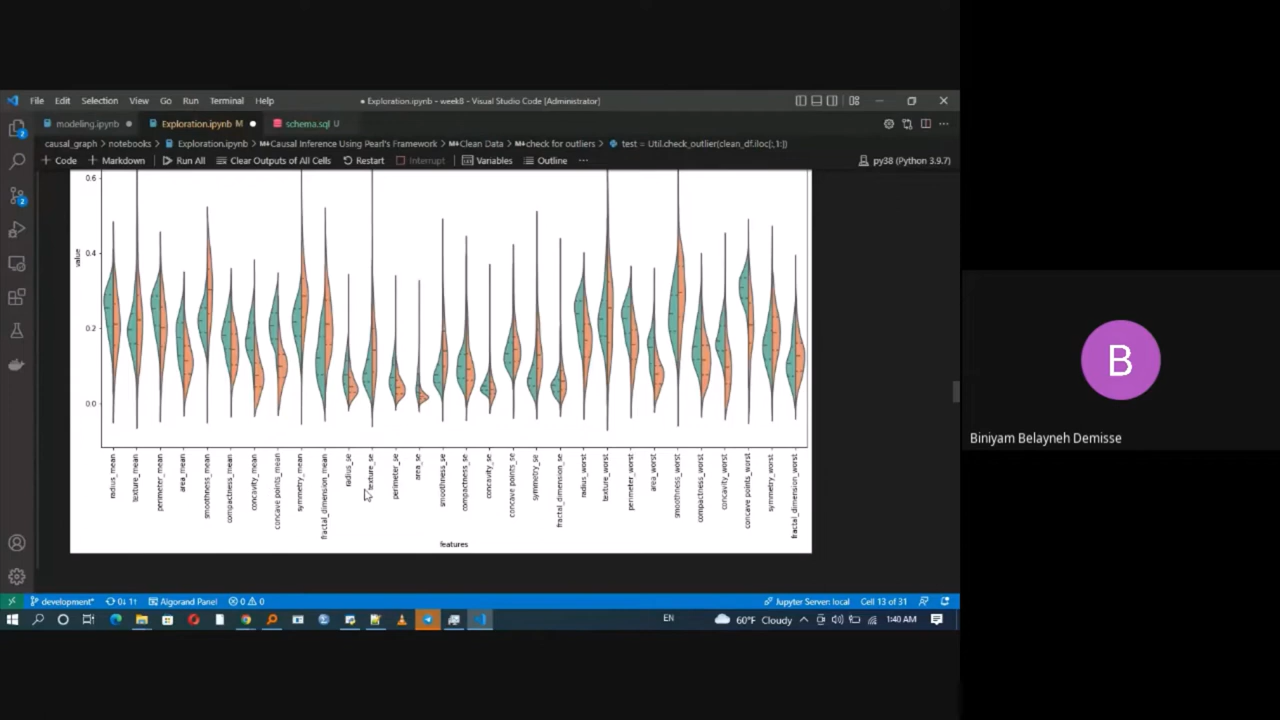 File Edit Selection View Go Run Terminal Help
• Exploration.ipynb - week8 - Visual Studio Code [Administrator]
modeling.ipynb
Exploration.ipynb M
schema.sql U
causal_graph > notebooks > Exploration.ipynb > M↓Causal Inference Using Pearl's Framework > M↓Clean Data > M↓check for outliers > test = Util.check_outlier(clean_df.iloc[:,1:])
+ Code + Markdown Run All Clear Outputs of All Cells Restart Interrupt Variables Outline ...
py38 (Python 3.9.7)
0.6
0.4
0.2
0.0
value
radius_mean
texture_mean
perimeter_mean
area_mean
smoothness_mean
compactness_mean
concavity_mean
concave points_mean
symmetry_mean
fractal_dimension_mean
radius_se
texture_se
perimeter_se
area_se
smoothness_se
compactness_se
concavity_se
concave points_se
symmetry_se
fractal_dimension_se
radius_worst
texture_worst
perimeter_worst
area_worst
smoothness_worst
compactness_worst
concavity_worst
concave points_worst
symmetry_worst
fractal_dimension_worst
features
B
Biniyam Belayneh Demisse
development* 0↓ 1↑ Algorand Panel 0 0
Jupyter Server: local Cell 13 of 31
EN
60°F Cloudy
1:40 AM